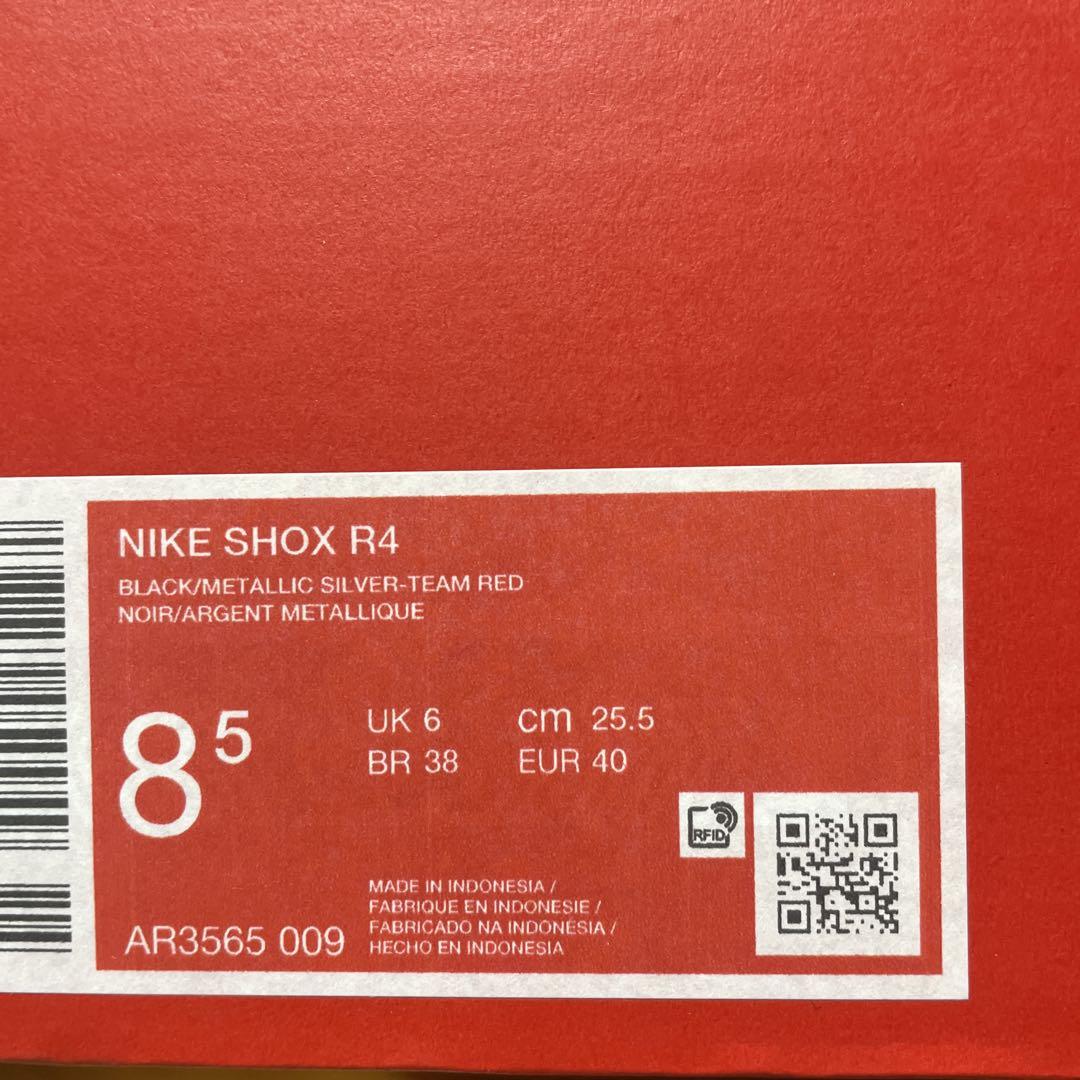 NIKE SHOX R4
BLACK/METALLIC SILVER-TEAM RED
NOIR/ARGENT METALLIQUE
8 5
UK 6 cm 25.5
BR 38 EUR 40
RFID
MADE IN INDONESIA /
FABRIQUE EN INDONESIE /
FABRICADO NA INDONÉSIA /
HECHO EN INDONESIA
AR3565 009